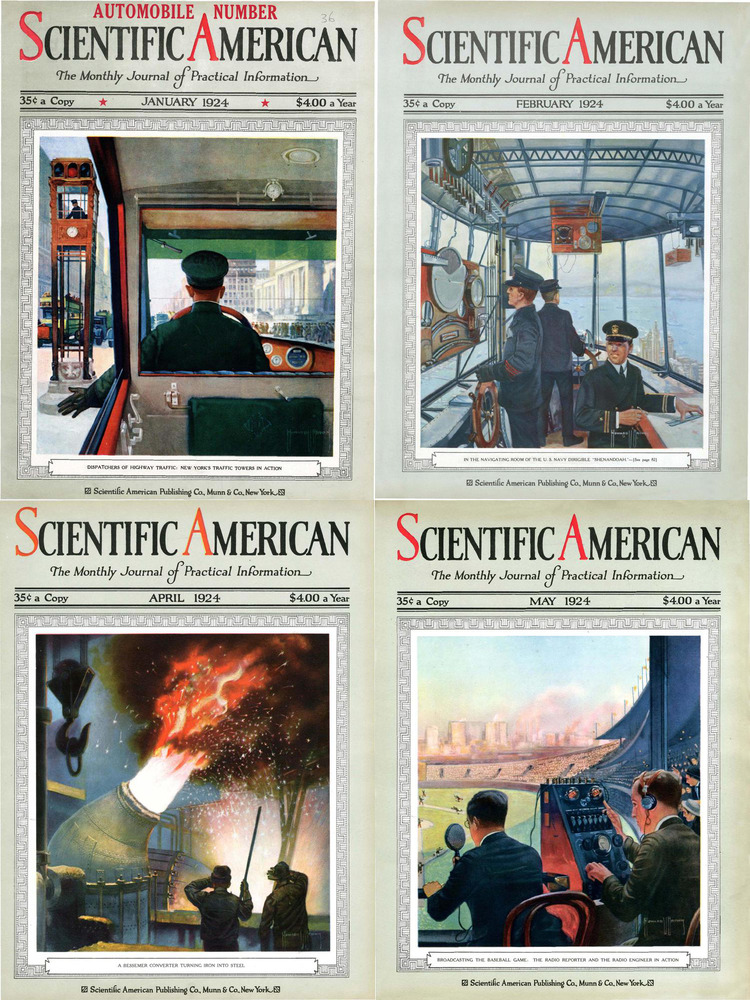 AUTOMOBILE NUMBER
36
SCIENTIFIC AMERICAN
The Monthly Journal of Practical Information
35¢ a Copy ★ JANUARY 1924 ★ $4.00 a Year
DISPATCHERS OF HIGHWAY TRAFFIC: NEW YORK'S TRAFFIC TOWERS IN ACTION
Scientific American Publishing Co., Munn & Co., New York
SCIENTIFIC AMERICAN
The Monthly Journal of Practical Information
35¢ a Copy FEBRUARY 1924 $4.00 a Year
IN THE NAVIGATING ROOM OF THE U. S. NAVY DIRIGIBLE "SHENANDOAH."—(See page 92)
Scientific American Publishing Co., Munn & Co., New York
SCIENTIFIC AMERICAN
The Monthly Journal of Practical Information
35¢ a Copy APRIL 1924 $4.00 a Year
A BESSEMER CONVERTER TURNING IRON INTO STEEL
Scientific American Publishing Co., Munn & Co., New York
SCIENTIFIC AMERICAN
The Monthly Journal of Practical Information
35¢ a Copy MAY 1924 $4.00 a Year
BROADCASTING THE BASEBALL GAME: THE RADIO REPORTER AND THE RADIO ENGINEER IN ACTION
Scientific American Publishing Co., Munn & Co., New York